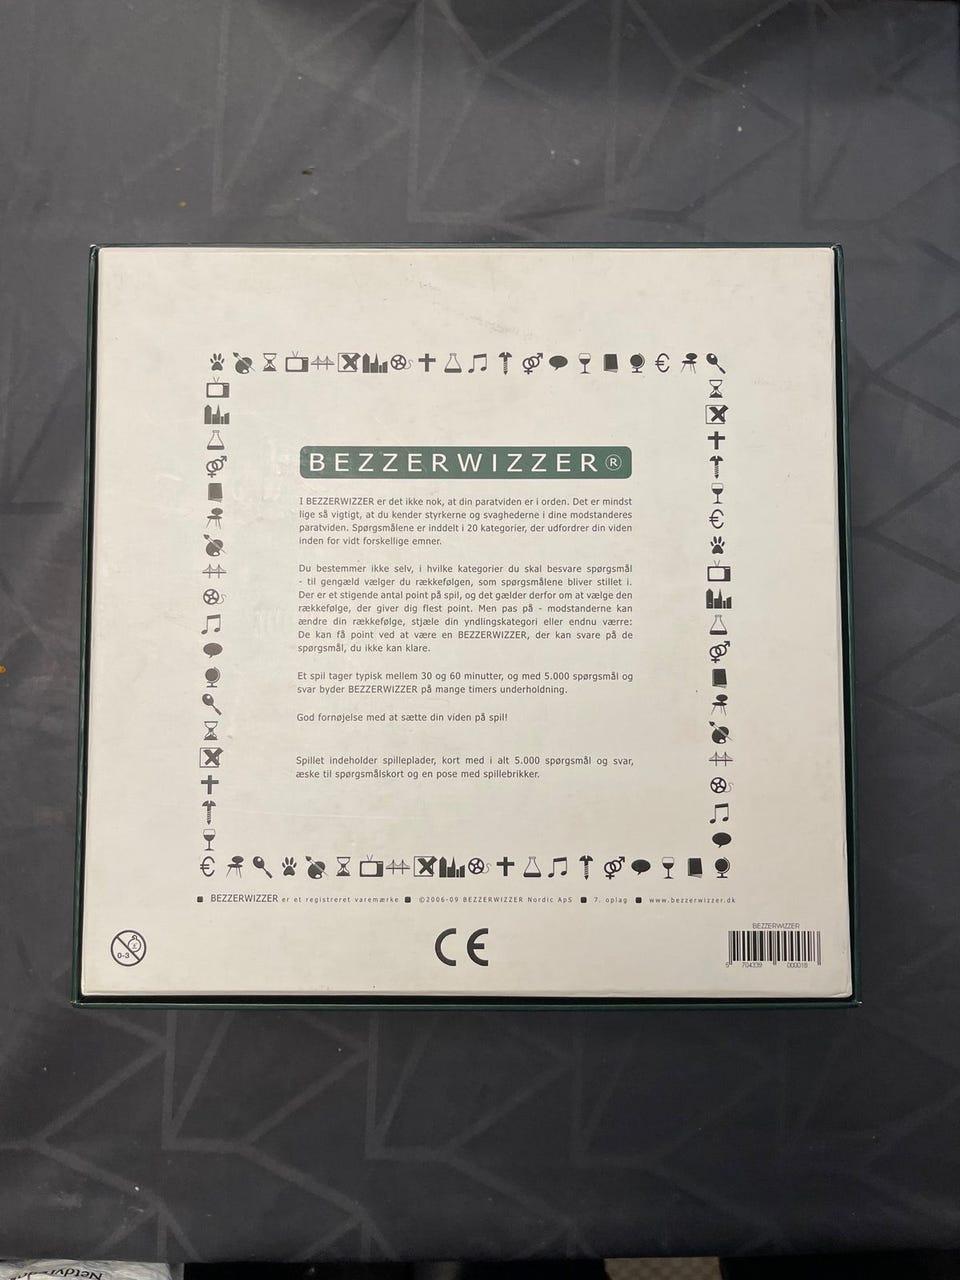 BEZZERWIZZER®
I BEZZERWIZZER er det ikke nok, at din paratviden er i orden. Det er mindst
lige så vigtigt, at du kender styrkerne og svaghederne i dine modstanderes
paratviden. Spørgsmålene er inddelt i 20 kategorier, der udfordrer din viden
inden for vidt forskellige emner.
Du bestemmer ikke selv, i hvilke kategorier du skal besvare spørgsmål
- til gengæld vælger du rækkefølgen, som spørgsmålene bliver stillet i.
Der er et stigende antal point på spil, og det gælder derfor om at vælge den
rækkefølge, der giver dig flest point. Men pas på - modstanderne kan
ændre din rækkefølge, stjæle din yndlingskategori eller endnu værre:
De kan få point ved at være en BEZZERWIZZER, der kan svare på de
spørgsmål, du ikke kan klare.
Et spil tager typisk mellem 30 og 60 minutter, og med 5.000 spørgsmål og
svar byder BEZZERWIZZER på mange timers underholdning.
God fornøjelse med at sætte din viden på spil!
Spillet indeholder spilleplader, kort med i alt 5.000 spørgsmål og svar,
æske til spørgsmålskort og en pose med spillebrikker.
BEZZERWIZZER er et registreret varemærke ©2006-09 BEZZERWIZZER Nordic ApS 7. oplag www.bezzerwizzer.dk
BEZZERWIZZER
0-3
CE
5 704339 000018